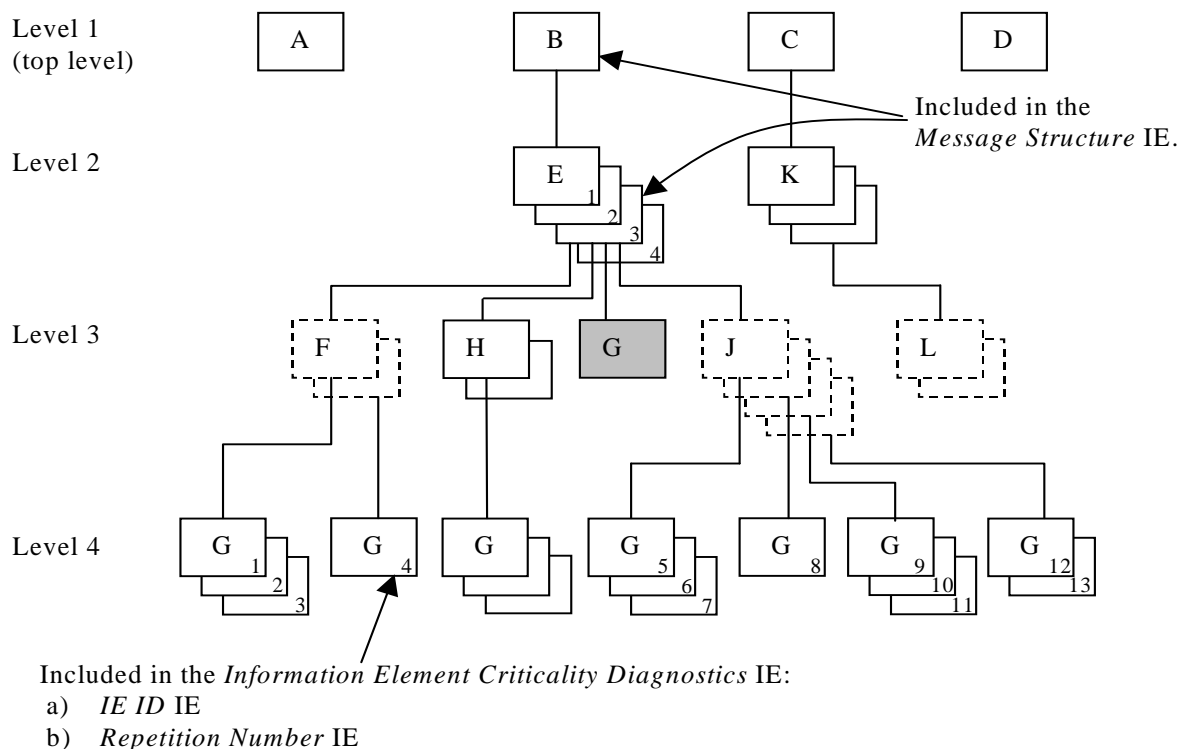 Level 1
(top level)
A
B
C
D
Included in the
Message Structure IE.
Level 2
E
1
2
3
4
K
Level 3
F
H
G
J
L
Level 4
G
1
2
3
G
4
G
G
5
6
7
G
8
G
9
10
11
G
12
13
Included in the Information Element Criticality Diagnostics IE:
a) IE ID IE
b) Repetition Number IE